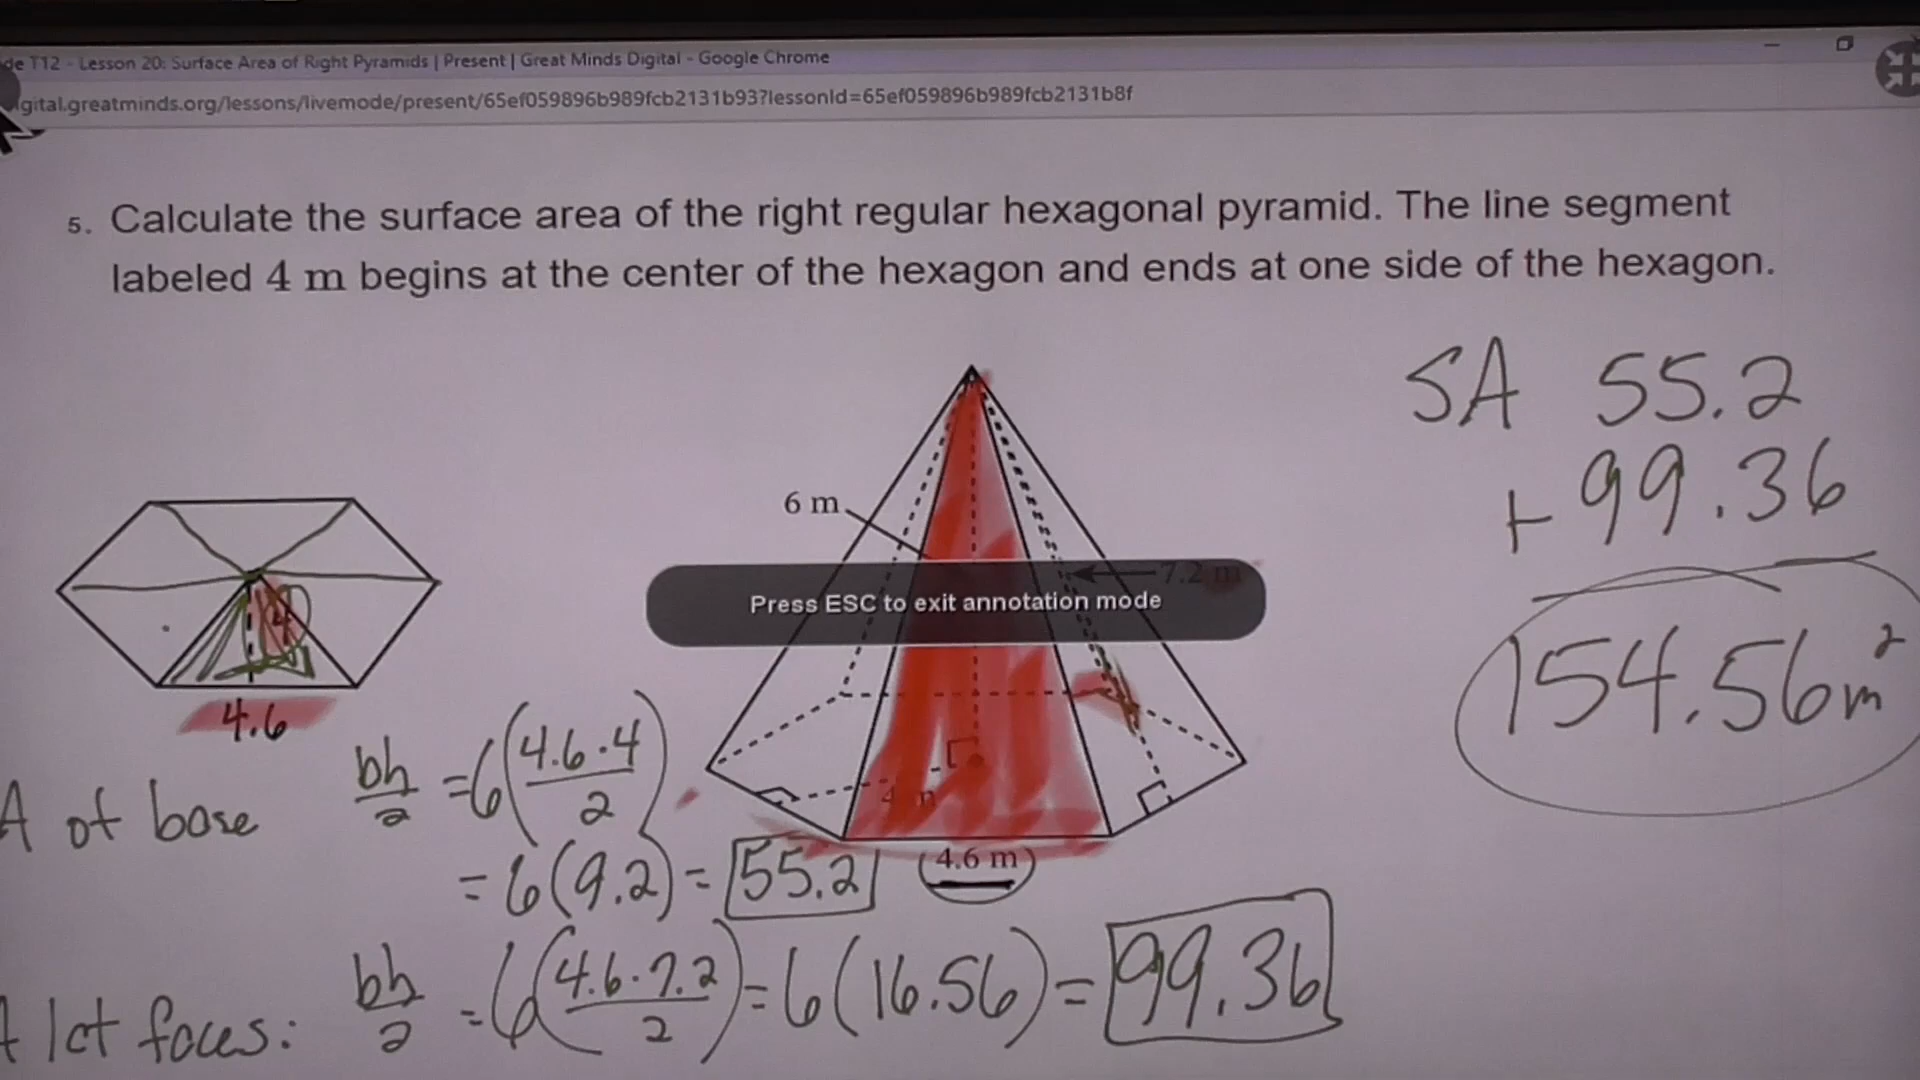 de T12 - Lesson 20: Surface Area of Right Pyramids | Present | Great Minds Digital - Google Chrome
gital.greatminds.org/lessons/livemode/present/65ef059896b989fcb2131b93?lessonId=65ef059896b989fcb2131b8f
5. Calculate the surface area of the right regular hexagonal pyramid. The line segment
labeled 4 m begins at the center of the hexagon and ends at one side of the hexagon.
SA 55.2
+ 99.36
154.56 m²
6 m
7.2 m
Press ESC to exit annotation mode
4
4.6
4 m
4.6 m
A of base bh/2 = 6(4.6·4/2)
= 6(9.2) = 55.2
A lat faces: bh/2 = 6(4.6·7.2/2) = 6(16.56) = 99.36